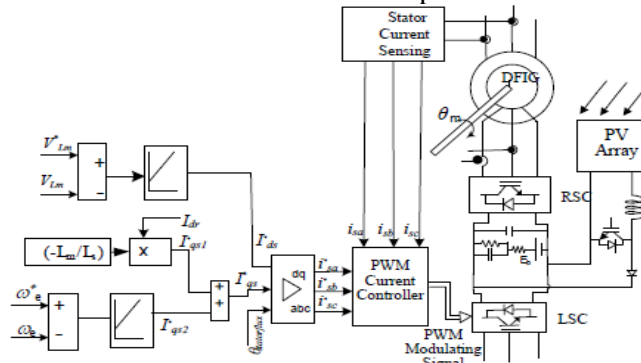 Stator
Current
Sensing
DFIG
θm
PV
Array
V*Lm
VLm
+
−
RSC
Idr
isa isb isc
(-Lm/Ls)
x
I*qs1
I*ds
I*qs
+
+
dq
abc
i*sa
i*sb
i*sc
PWM
Current
Controller
ω*e
ωe
+
−
I*qs2
LSC
PWM
Modulating
Signal